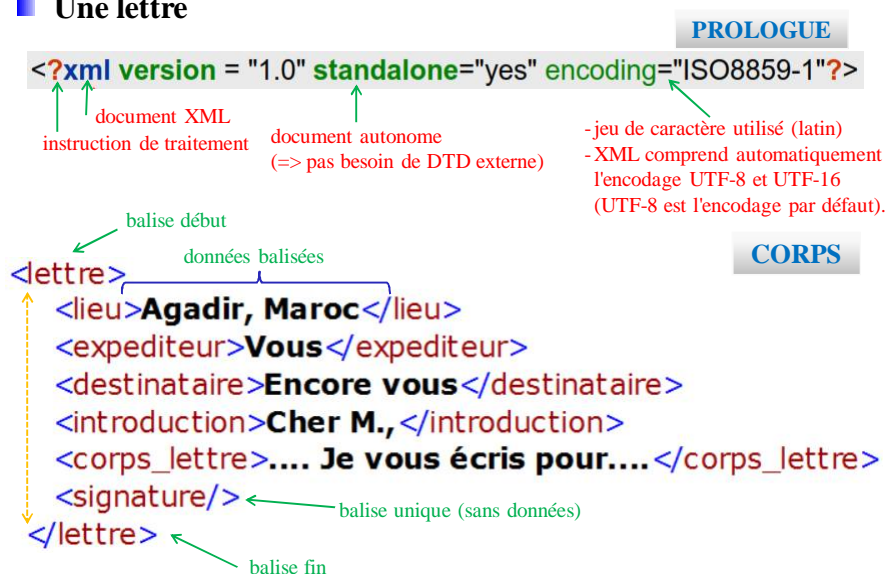 Une lettre
PROLOGUE
<?xml version = "1.0" standalone="yes" encoding="ISO8859-1"?>
document XML
instruction de traitement
document autonome
(=> pas besoin de DTD externe)
-jeu de caractère utilisé (latin)
-XML comprend automatiquement
l'encodage UTF-8 et UTF-16
(UTF-8 est l'encodage par défaut).
balise début
données balisées
CORPS
<lettre>
<lieu>Agadir, Maroc</lieu>
<expediteur>Vous</expediteur>
<destinataire>Encore vous</destinataire>
<introduction>Cher M.,</introduction>
<corps_lettre>.... Je vous écris pour....</corps_lettre>
<signature/>
balise unique (sans données)
</lettre>
balise fin